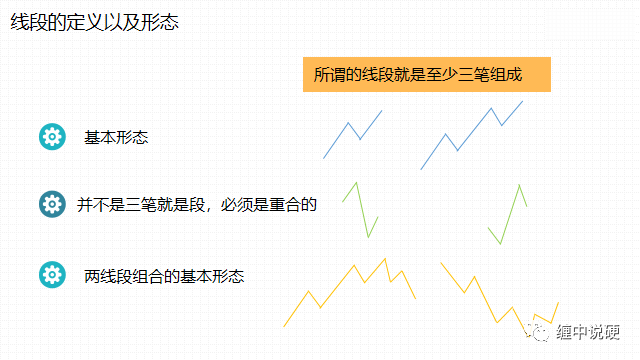 线段的定义以及形态
所谓的线段就是至少三笔组成
基本形态
并不是三笔就是段，必须是重合的
两线段组合的基本形态
缠中说硬